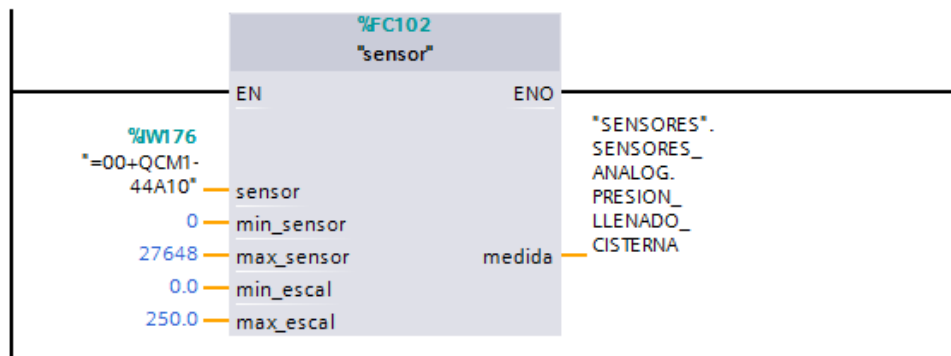 %FC102
"sensor"
EN
ENO
%IW176
"=00+QCM1-
44A10"
sensor
0
min_sensor
27648
max_sensor
0.0
min_escal
250.0
max_escal
medida
"SENSORES".
SENSORES_
ANALOG.
PRESION_
LLENADO_
CISTERNA